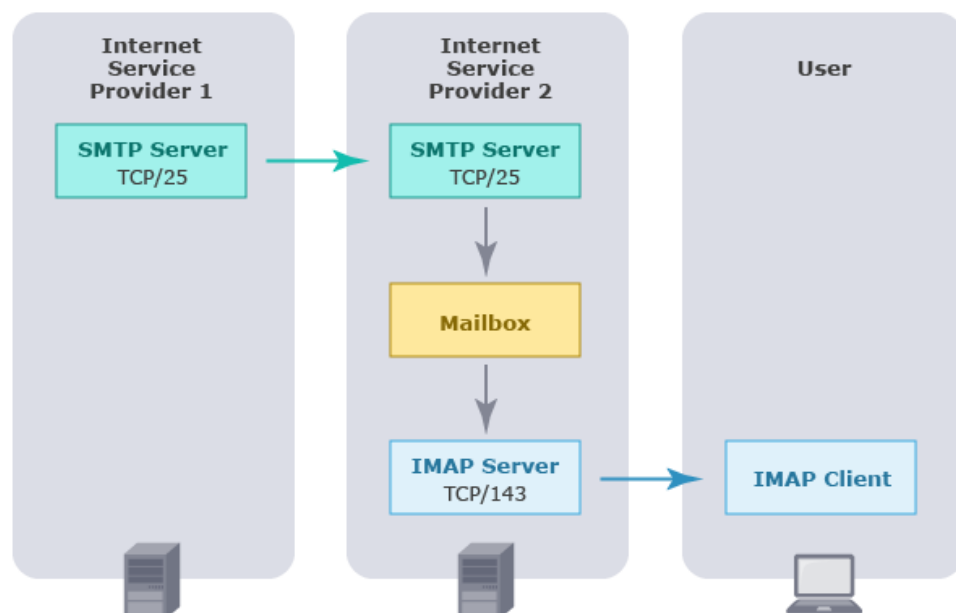 Internet
Service
Provider 1
SMTP Server
TCP/25
Internet
Service
Provider 2
SMTP Server
TCP/25
Mailbox
IMAP Server
TCP/143
User
IMAP Client